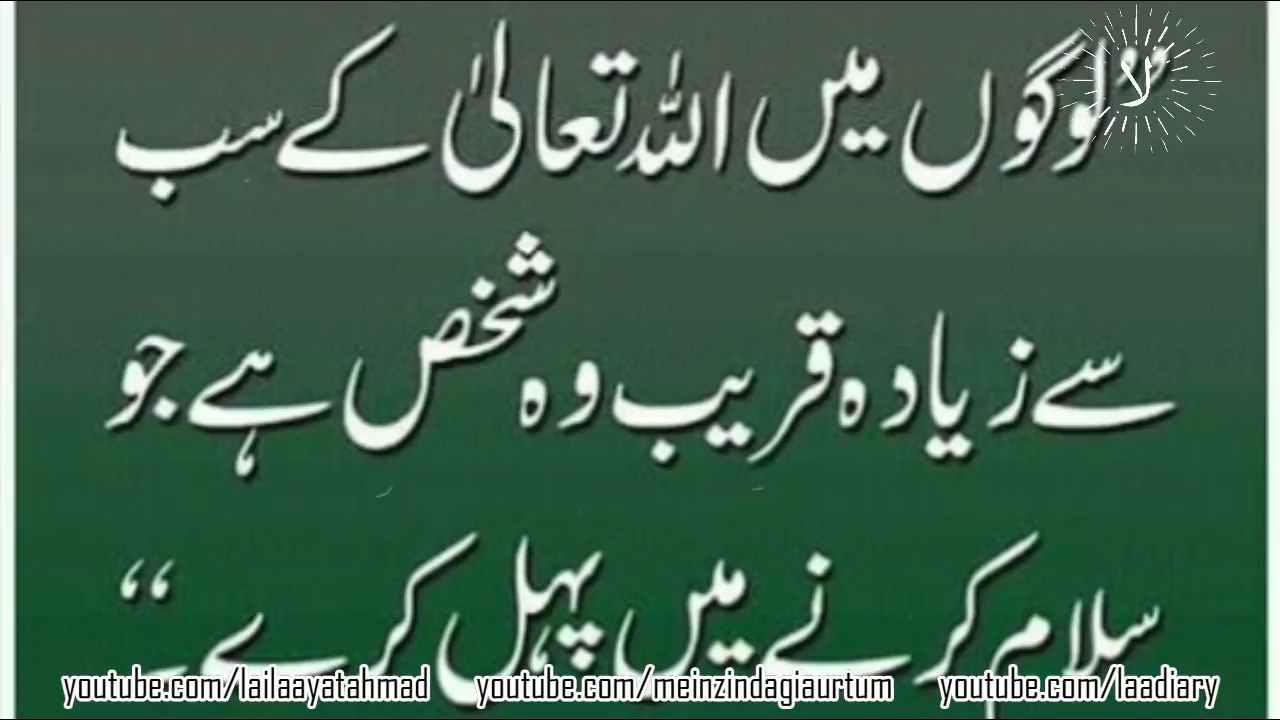 ”لوگوں میں اللہ تعالیٰ کے سب
سے زیادہ قریب وہ شخص ہے جو
سلام کرنے میں پہل کرے“
youtube.com/lailaayatahmad youtube.com/meinzindagiaurtum youtube.com/laadiary
لا